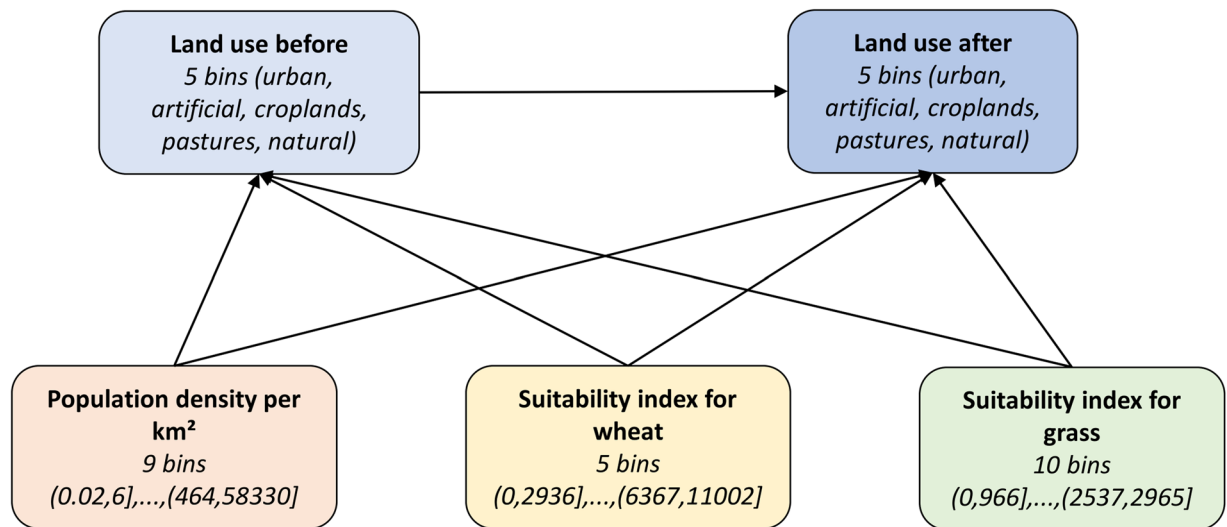 Land use before
5 bins (urban,
artificial, croplands,
pastures, natural)
Land use after
5 bins (urban,
artificial, croplands,
pastures, natural)
Population density per
km²
9 bins
(0.02,6],...,(464,58330]
Suitability index for
wheat
5 bins
(0,2936],...,(6367,11002]
Suitability index for
grass
10 bins
(0,966],...,(2537,2965]